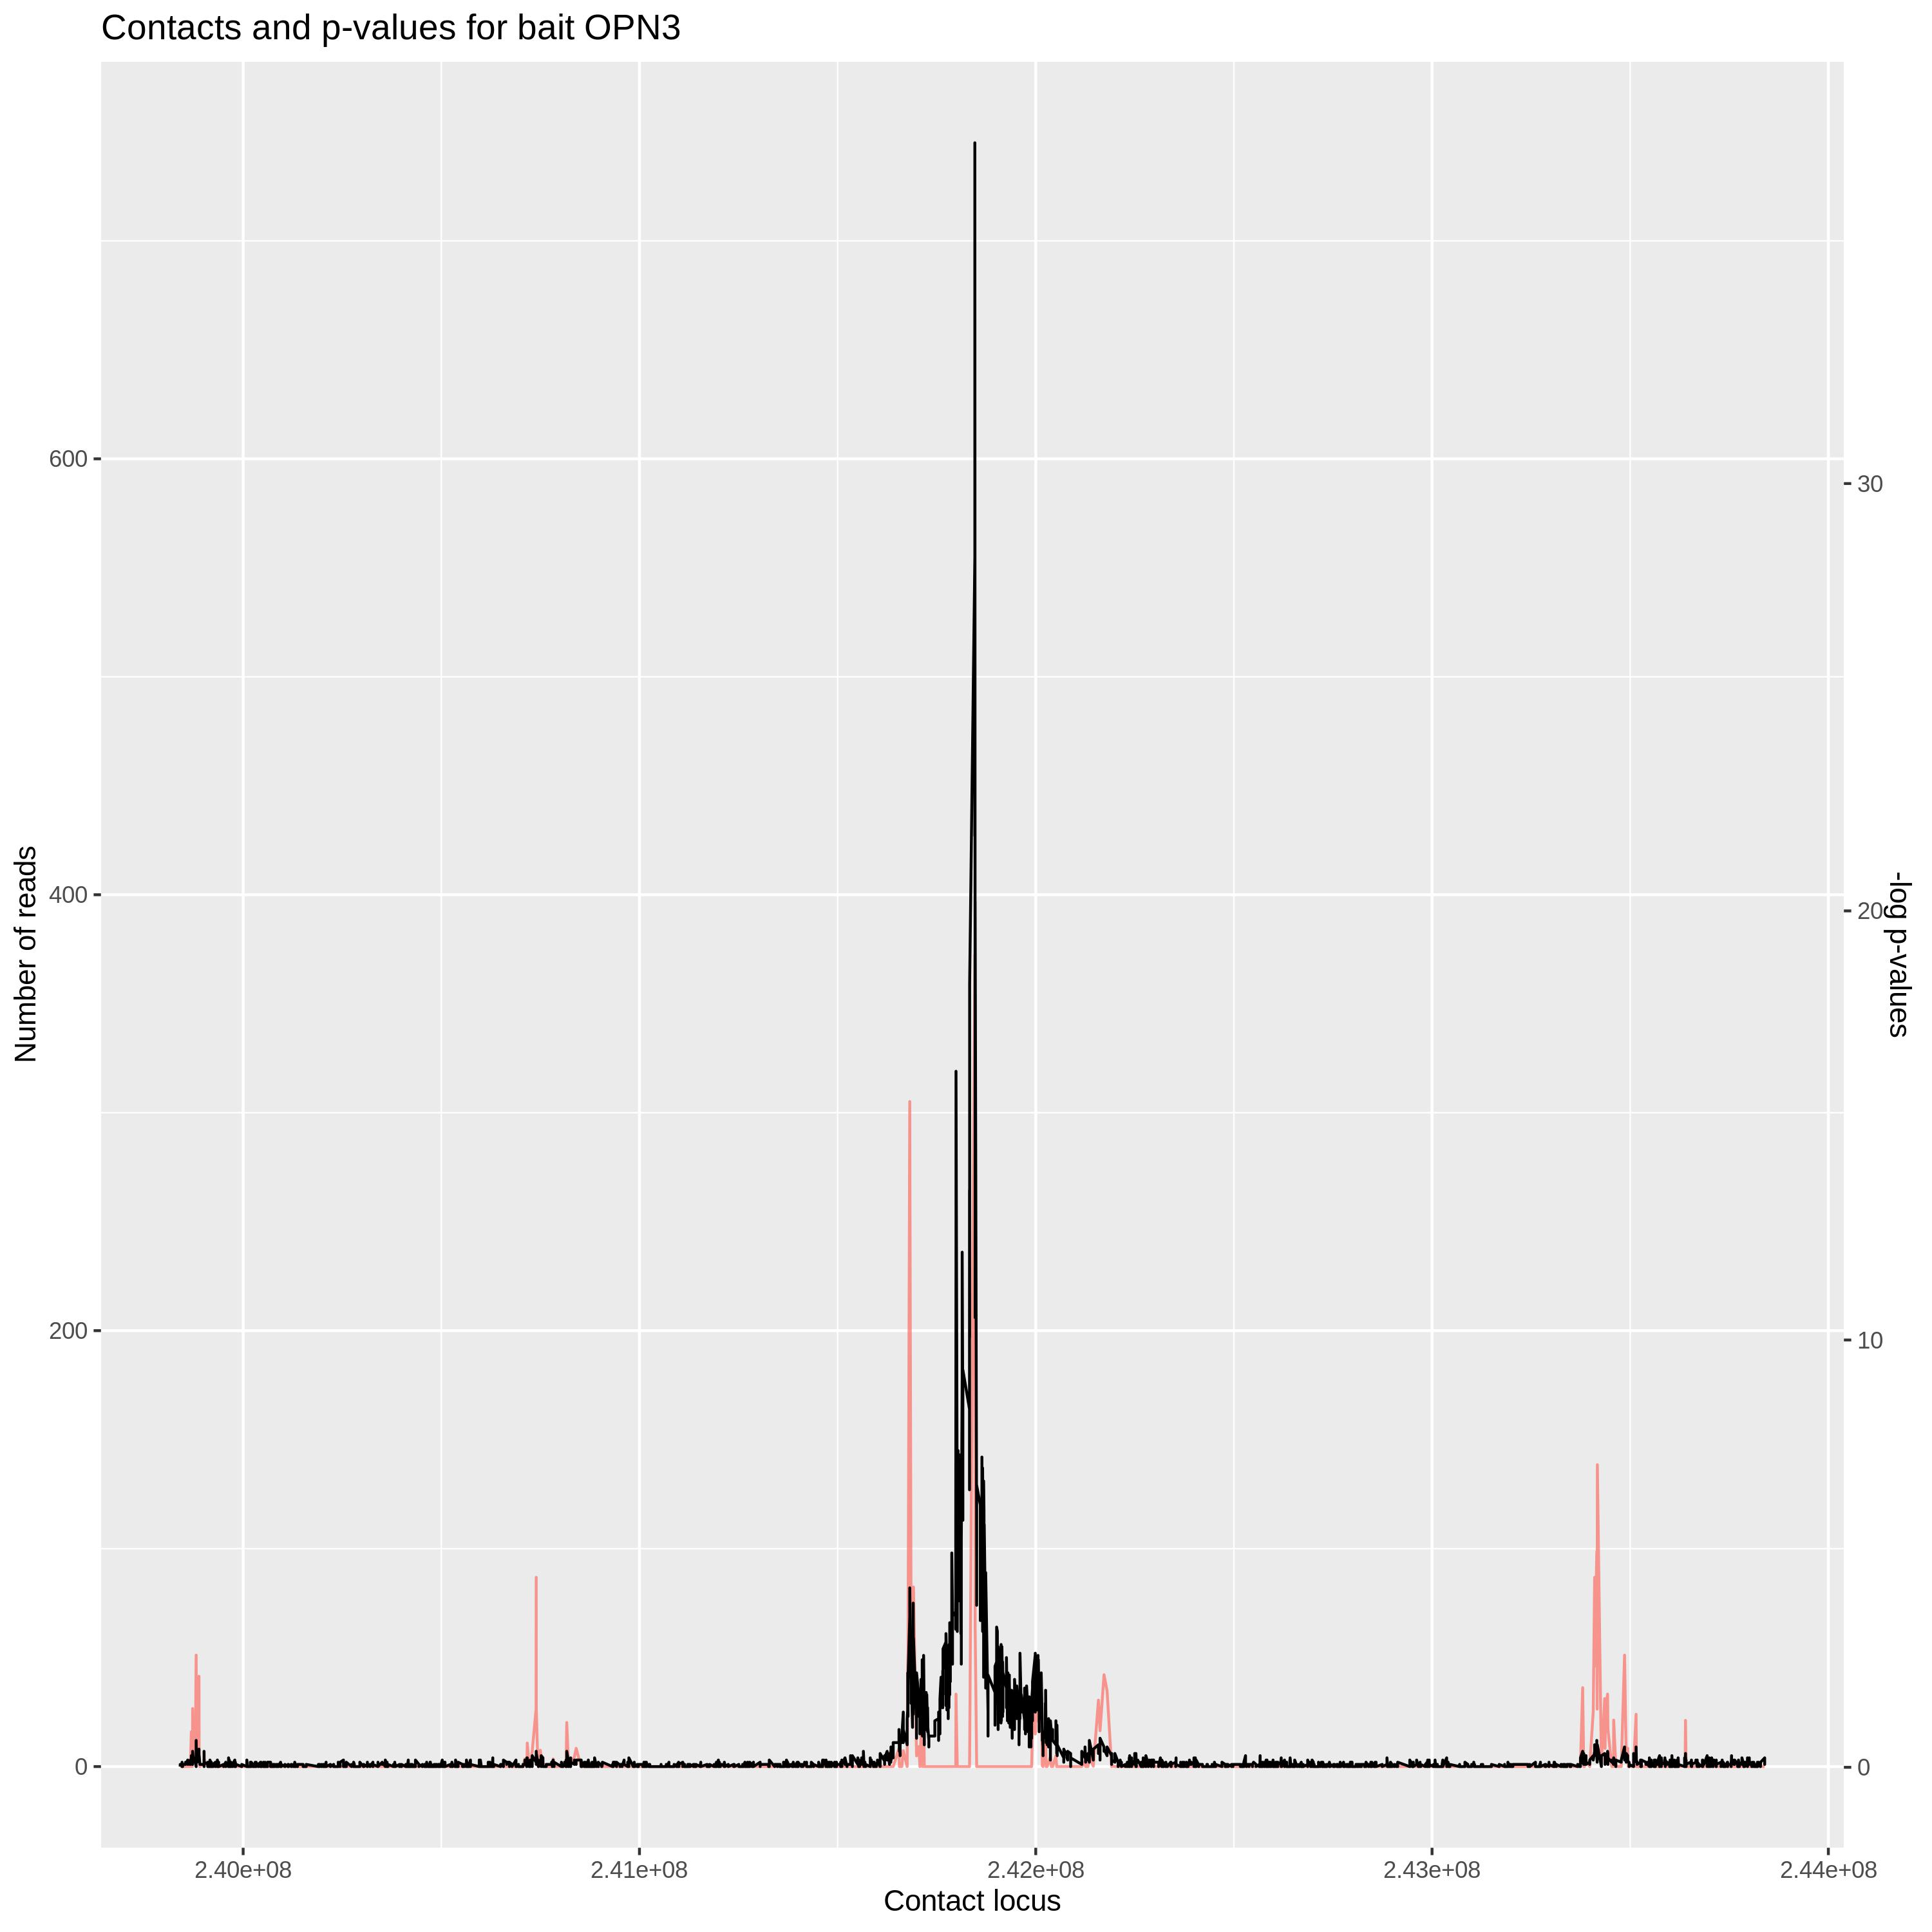 Contacts and p-values for bait OPN3
Number of reads
600
400
200
0
30
20
10
0
-log p-values
2.40e+08
2.41e+08
2.42e+08
2.43e+08
2.44e+08
Contact locus